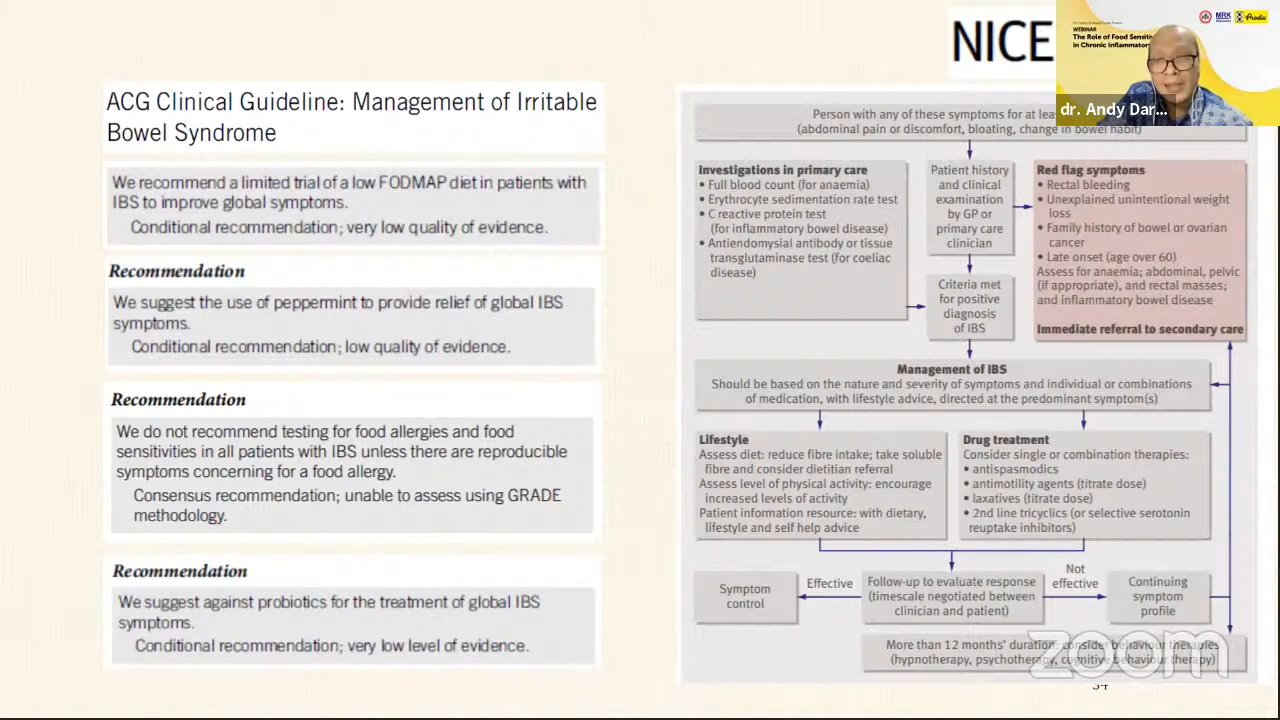 NICE
ACG Clinical Guideline: Management of Irritable
Bowel Syndrome
We recommend a limited trial of a low FODMAP diet in patients with
IBS to improve global symptoms.
Conditional recommendation; very low quality of evidence.
Recommendation
We suggest the use of peppermint to provide relief of global IBS
symptoms.
Conditional recommendation; low quality of evidence.
Recommendation
We do not recommend testing for food allergies and food
sensitivities in all patients with IBS unless there are reproducible
symptoms concerning for a food allergy.
Consensus recommendation; unable to assess using GRADE
methodology.
Recommendation
We suggest against probiotics for the treatment of global IBS
symptoms.
Conditional recommendation; very low level of evidence.
Person with any of these symptoms for at
(abdominal pain or discomfort, bloating, change in bowel habit)
Investigations in primary care
• Full blood count (for anaemia)
• Erythrocyte sedimentation rate test
• C reactive protein test
(for inflammatory bowel disease)
• Antiendomysial antibody or tissue
transglutaminase test (for coeliac
disease)
Patient history
and clinical
examination
by GP or
primary care
clinician
Red flag symptoms
• Rectal bleeding
• Unexplained unintentional weight
loss
• Family history of bowel or ovarian
cancer
• Late onset (age over 60)
Assess for anaemia; abdominal, pelvic
(if appropriate), and rectal masses;
and inflammatory bowel disease
Immediate referral to secondary care
Criteria met
for positive
diagnosis
of IBS
Management of IBS
Should be based on the nature and severity of symptoms and individual or combinations
of medication, with lifestyle advice, directed at the predominant symptom(s)
Lifestyle
Assess diet: reduce fibre intake; take soluble
fibre and consider dietitian referral
Assess level of physical activity: encourage
increased levels of activity
Patient information resource: with dietary,
lifestyle and self help advice
Drug treatment
Consider single or combination therapies:
• antispasmodics
• antimotility agents (titrate dose)
• laxatives (titrate dose)
• 2nd line tricyclics (or selective serotonin
reuptake inhibitors)
Symptom
control
Effective
Follow-up to evaluate response
(timescale negotiated between
clinician and patient)
Not
effective
Continuing
symptom
profile
More than 12 months' duration: consider behaviour therapies
(hypnotherapy, psychotherapy, cognitive behaviour therapy)
zoom
WEBINAR
The Role of Food
in Chronic
MRK
Prodia
dr. Andy Dar...